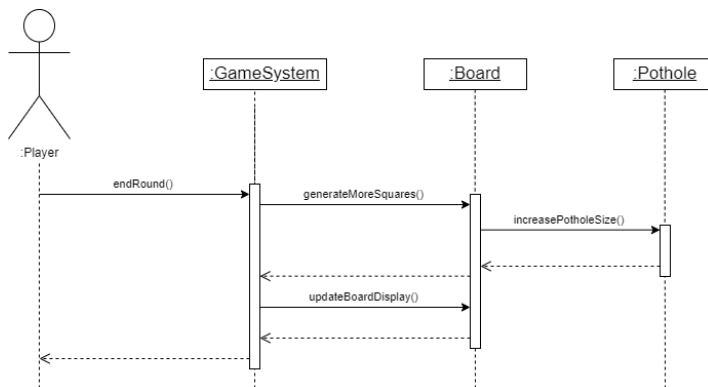 :GameSystem
:Board
:Pothole
:Player
endRound()
generateMoreSquares()
increasePotholeSize()
updateBoardDisplay()